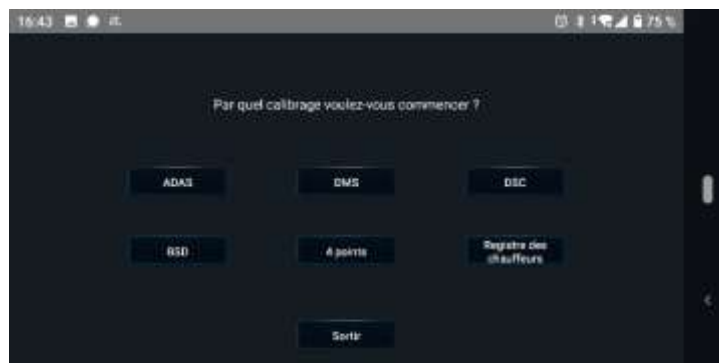 16:43 75 %
Par quel calibrage voulez-vous commencer ?
ADAS DMS DSC
BSD 4 points Registre des
chauffeurs
Sortir